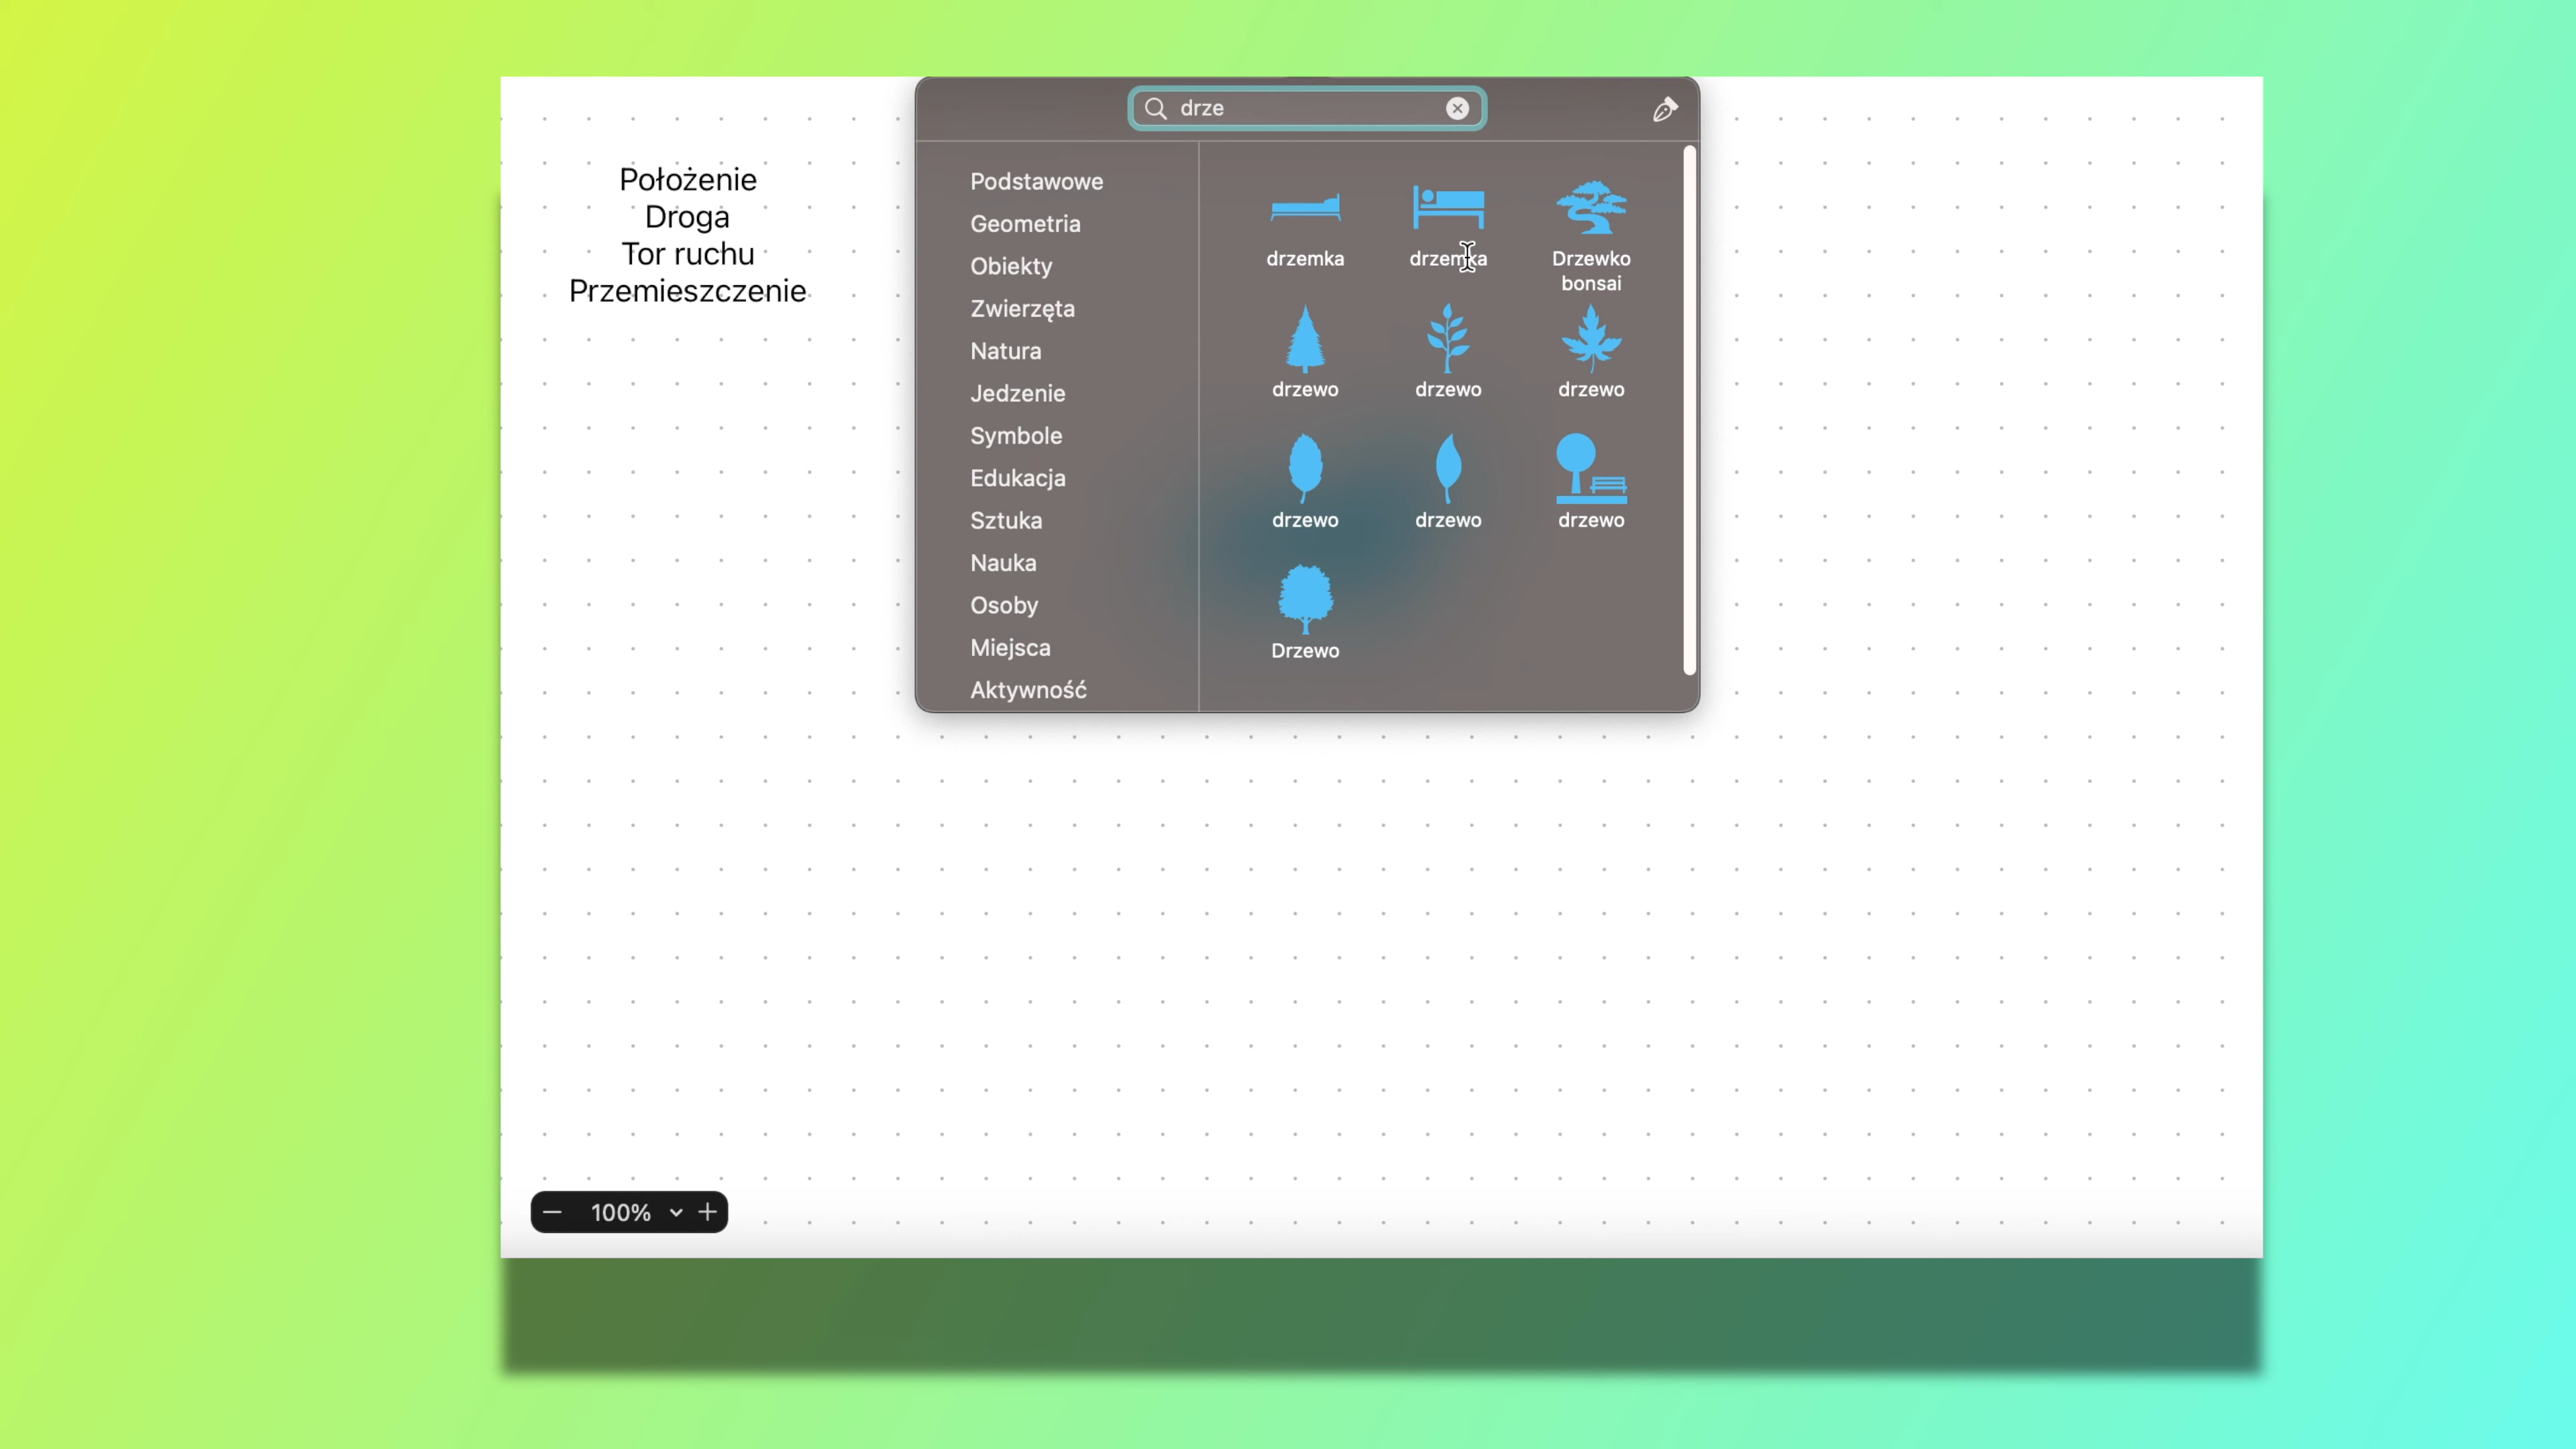 drze
Położenie
Droga
Tor ruchu
Przemieszczenie
Podstawowe
Geometria
Obiekty
Zwierzęta
Natura
Jedzenie
Symbole
Edukacja
Sztuka
Nauka
Osoby
Miejsca
Aktywność
drzemka
drzemka
Drzewko
bonsai
drzewo
drzewo
drzewo
drzewo
drzewo
drzewo
Drzewo
100%